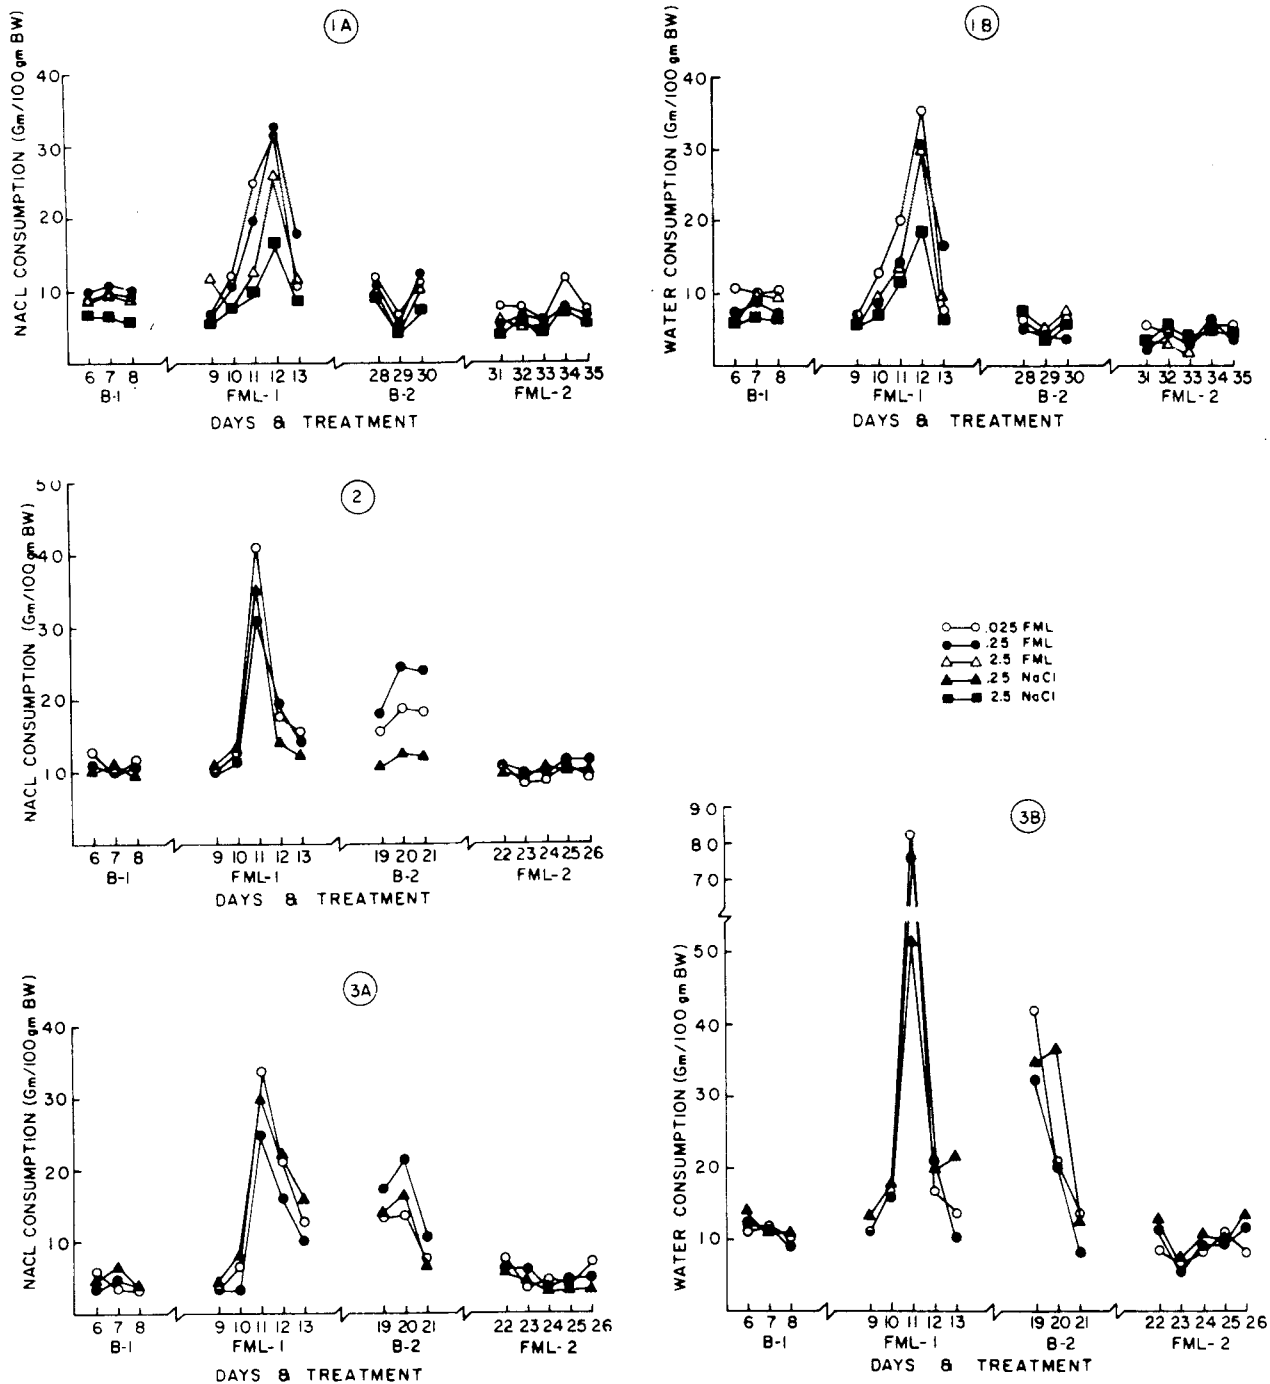 1A
NACL CONSUMPTION (Gm/100gm BW)
40
30
20
10
6 7 8 9 10 11 12 13 28 29 30 31 32 33 34 35
B-1 FML-1 B-2 FML-2
DAYS & TREATMENT
1B
WATER CONSUMPTION (Gm/100gm BW)
40
30
20
10
6 7 8 9 10 11 12 13 28 29 30 31 32 33 34 35
B-1 FML-1 B-2 FML-2
DAYS & TREATMENT
2
NACL CONSUMPTION (Gm/100gm BW)
50
40
30
20
10
6 7 8 9 10 11 12 13 19 20 21 22 23 24 25 26
B-1 FML-1 B-2 FML-2
DAYS & TREATMENT
.025 FML
.25 FML
2.5 FML
.25 NaCl
2.5 NaCl
3A
NACL CONSUMPTION (Gm/100gm BW)
40
30
20
10
6 7 8 9 10 11 12 13 19 20 21 22 23 24 25 26
B-1 FML-1 B-2 FML-2
DAYS & TREATMENT
3B
WATER CONSUMPTION (Gm/100 gm BW)
90
80
70
50
40
30
20
10
6 7 8 9 10 11 12 13 19 20 21 22 23 24 25 26
B-1 FML-1 B-2 FML-2
DAYS & TREATMENT